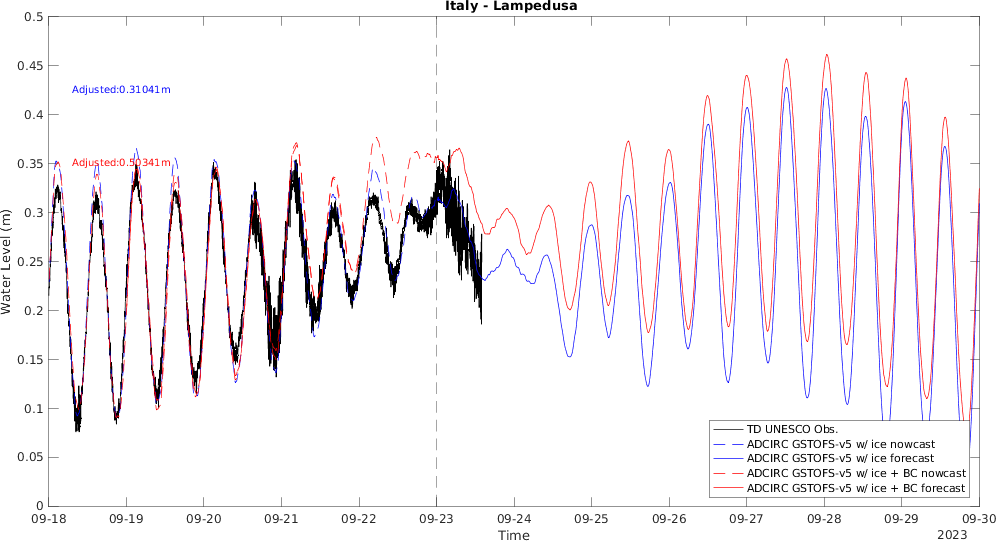 Italy - Lampedusa
0.5
0.45
0.4
0.35
0.3
0.25
0.2
0.15
0.1
0.05
0
Water Level (m)
Adjusted:0.31041m
Adjusted:0.50341m
TD UNESCO Obs.
ADCIRC GSTOFS-v5 w/ ice nowcast
ADCIRC GSTOFS-v5 w/ ice forecast
ADCIRC GSTOFS-v5 w/ ice + BC nowcast
ADCIRC GSTOFS-v5 w/ ice + BC forecast
09-18 09-19 09-20 09-21 09-22 09-23 09-24 09-25 09-26 09-27 09-28 09-29 09-30
Time
2023